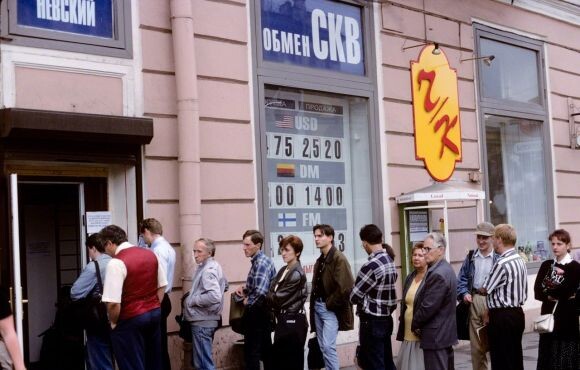 НЕВСКИЙ
ОБМЕН СКВ
ПРОДАЖА
USD
75 2520
DM
00 1400
FM
Ч/К